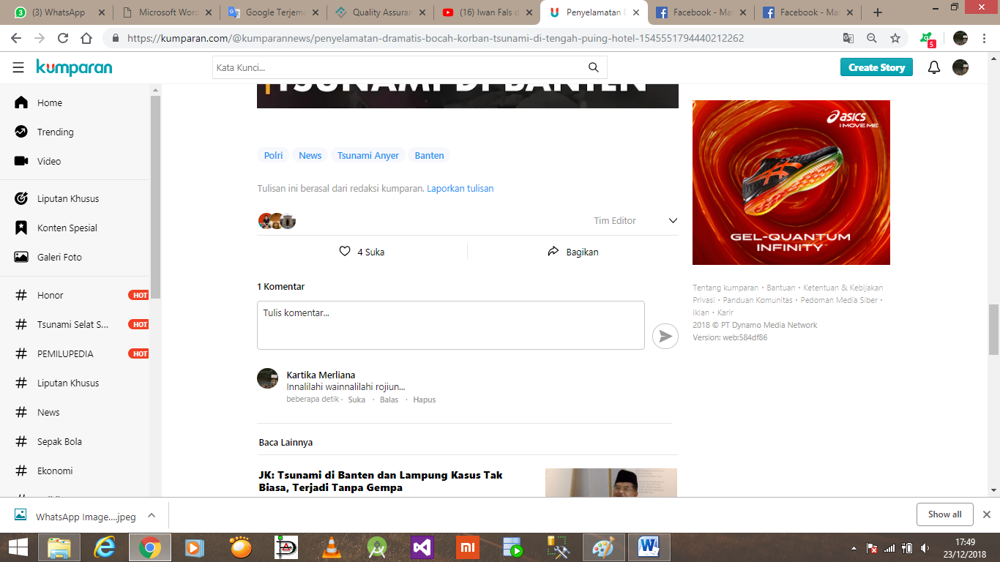 (3) WhatsApp
Microsoft Word
Google Terjema
Quality Assuran
(16) Iwan Fals d
Penyelamatan D
Facebook - Ma
Facebook - Ma
https://kumparan.com/@kumparannews/penyelamatan-dramatis-bocah-korban-tsunami-di-tengah-puing-hotel-1545551794440212262
5
kumparan
Kata Kunci...
Create Story
Home
Trending
Video
Liputan Khusus
Konten Spesial
Galeri Foto
Honor HOT
Tsunami Selat S... HOT
PEMILUPEDIA HOT
Liputan Khusus
News
Sepak Bola
Ekonomi
TSUNAMI DI BANTEN
Polri News Tsunami Anyer Banten
Tulisan ini berasal dari redaksi kumparan. Laporkan tulisan
Tim Editor
4 Suka Bagikan
1 Komentar
Tulis komentar...
Kartika Merliana
Innalilahi wainnalilahi rojiun...
beberapa detik · Suka · Balas · Hapus
Baca Lainnya
JK: Tsunami di Banten dan Lampung Kasus Tak
Biasa, Terjadi Tanpa Gempa
asics
I MOVE ME
GEL-QUANTUM
INFINITY™
Tentang kumparan · Bantuan · Ketentuan & Kebijakan
Privasi · Panduan Komunitas · Pedoman Media Siber ·
Iklan · Karir
2018 © PT Dynamo Media Network
Version: web:584df86
WhatsApp Image....jpeg
Show all
17:49
23/12/2018